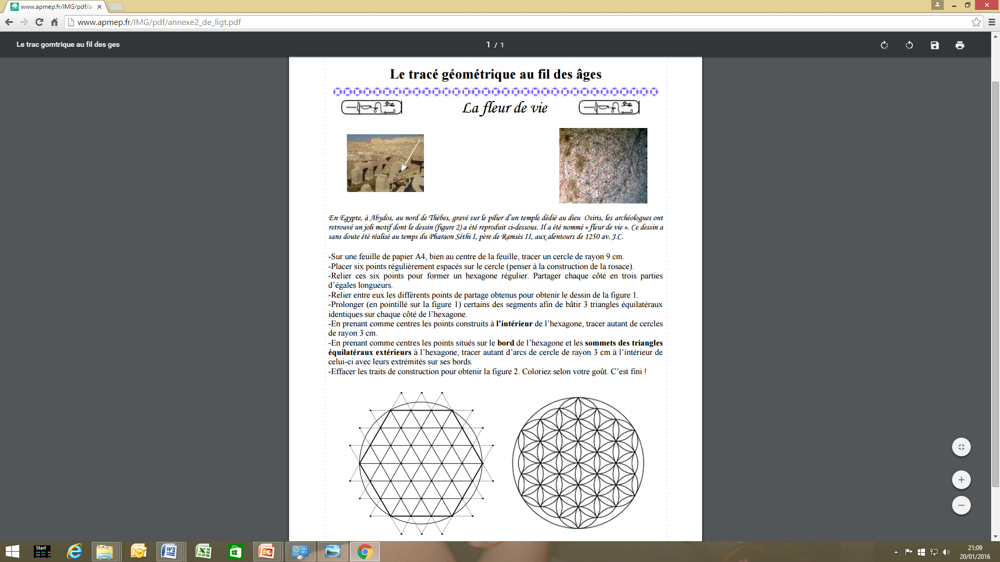 www.apmep.fr/IMG/pdf/a
www.apmep.fr/IMG/pdf/annexe2_de_ligt.pdf
Le trac gomtrique au fil des ges
1 / 1
Le tracé géométrique au fil des âges
La fleur de vie
En Egypte, à Abydos, au nord de Thèbes, gravé sur le pilier d'un temple dédié au dieu Osiris, les archéologues ont
retrouvé un joli motif dont le dessin (figure 2) a été reproduit ci-dessous. Il a été nommé « fleur de vie ». Ce dessin a
sans doute été réalisé au temps du Pharaon Séthi I, père de Ramsès II, aux alentours de 1250 av. J.C.
-Sur une feuille de papier A4, bien au centre de la feuille, tracer un cercle de rayon 9 cm.
-Placer six points régulièrement espacés sur le cercle (penser à la construction de la rosace).
-Relier ces six points pour former un hexagone régulier. Partager chaque côté en trois parties
d'égales longueurs.
-Relier entre eux les différents points de partage obtenus pour obtenir le dessin de la figure 1.
-Prolonger (en pointillé sur la figure 1) certains des segments afin de bâtir 3 triangles équilatéraux
identiques sur chaque côté de l'hexagone.
-En prenant comme centres les points construits à l'intérieur de l'hexagone, tracer autant de cercles
de rayon 3 cm.
-En prenant comme centres les points situés sur le bord de l'hexagone et les sommets des triangles
équilatéraux extérieurs à l'hexagone, tracer autant d'arcs de cercle de rayon 3 cm à l'intérieur de
celui-ci avec leurs extrémités sur ses bords.
-Effacer les traits de construction pour obtenir la figure 2. Coloriez selon votre goût. C'est fini !
Start
21:09
20/01/2016